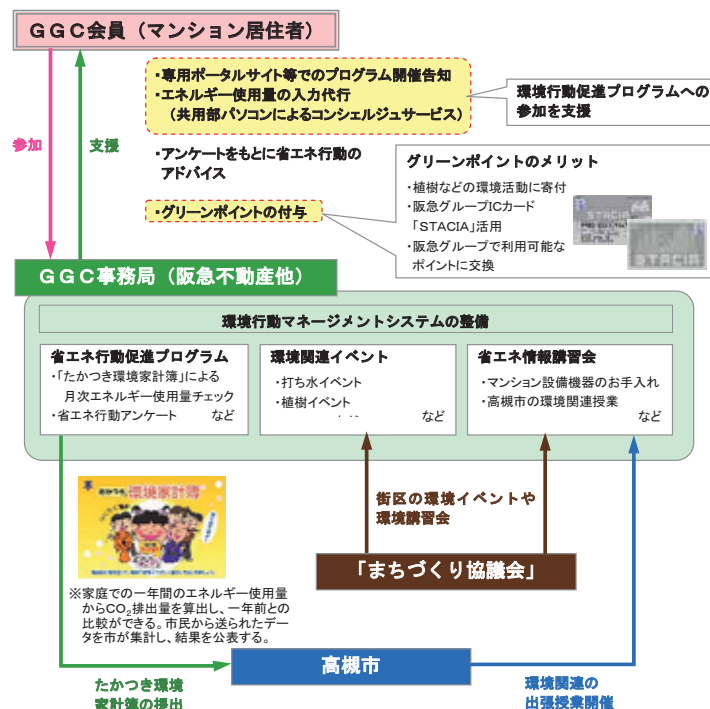 GGC会員（マンション居住者）
参加
支援
・専用ポータルサイト等でのプログラム開催告知
・エネルギー使用量の入力代行
（共用部パソコンによるコンシェルジュサービス）
環境行動促進プログラムへの
参加を支援
・アンケートをもとに省エネ行動の
アドバイス
・グリーンポイントの付与
グリーンポイントのメリット
・植樹などの環境活動に寄付
・阪急グループICカード
「STACIA」活用
・阪急グループで利用可能な
ポイントに交換
STACIA
STACIA
GGC事務局（阪急不動産他）
環境行動マネージメントシステムの整備
省エネ行動促進プログラム
・「たかつき環境家計簿」による
月次エネルギー使用量チェック
・省エネ行動アンケート　など
環境関連イベント
・打ち水イベント
・植樹イベント
など
省エネ情報講習会
・マンション設備機器のお手入れ
・高槻市の環境関連授業
など
街区の環境イベントや
環境講習会
たかつき 環境家計簿
「まちづくり協議会」
※家庭での一年間のエネルギー使用量
からCO₂排出量を算出し、一年前との
比較ができる。市民から送られたデー
タを市が集計し、結果を公表する。
高槻市
たかつき環境
家計簿の提出
環境関連の
出張授業開催